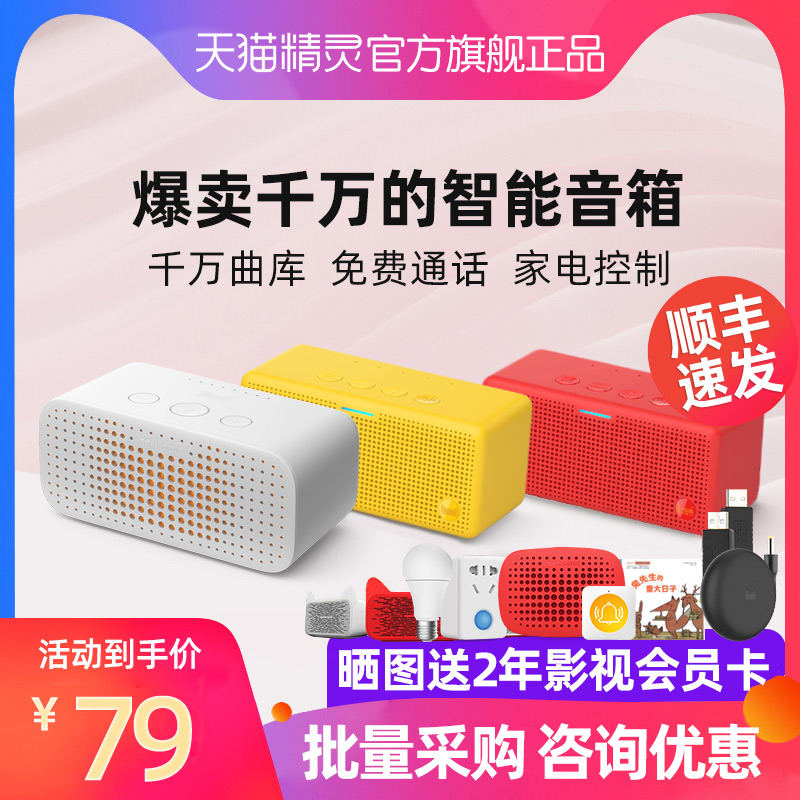 天猫精灵官方旗舰正品
爆卖千万的智能音箱
千万曲库 免费通话 家电控制
顺丰
速发
兔先生的
重大日子
晒图送2年影视会员卡
活动到手价
¥79
批量采购 咨询优惠